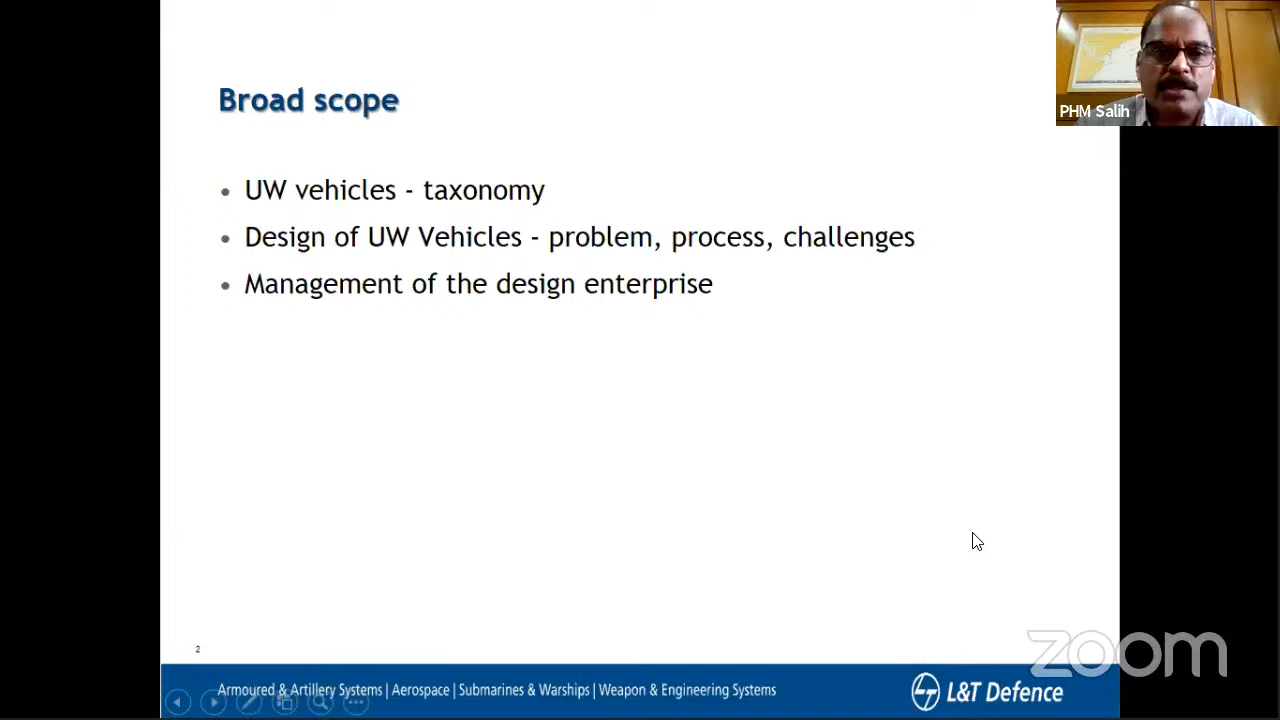 PHM Salih
Broad scope
• UW vehicles - taxonomy
• Design of UW Vehicles - problem, process, challenges
• Management of the design enterprise
2
Armoured & Artillery Systems | Aerospace | Submarines & Warships | Weapon & Engineering Systems
L&T Defence
zoom